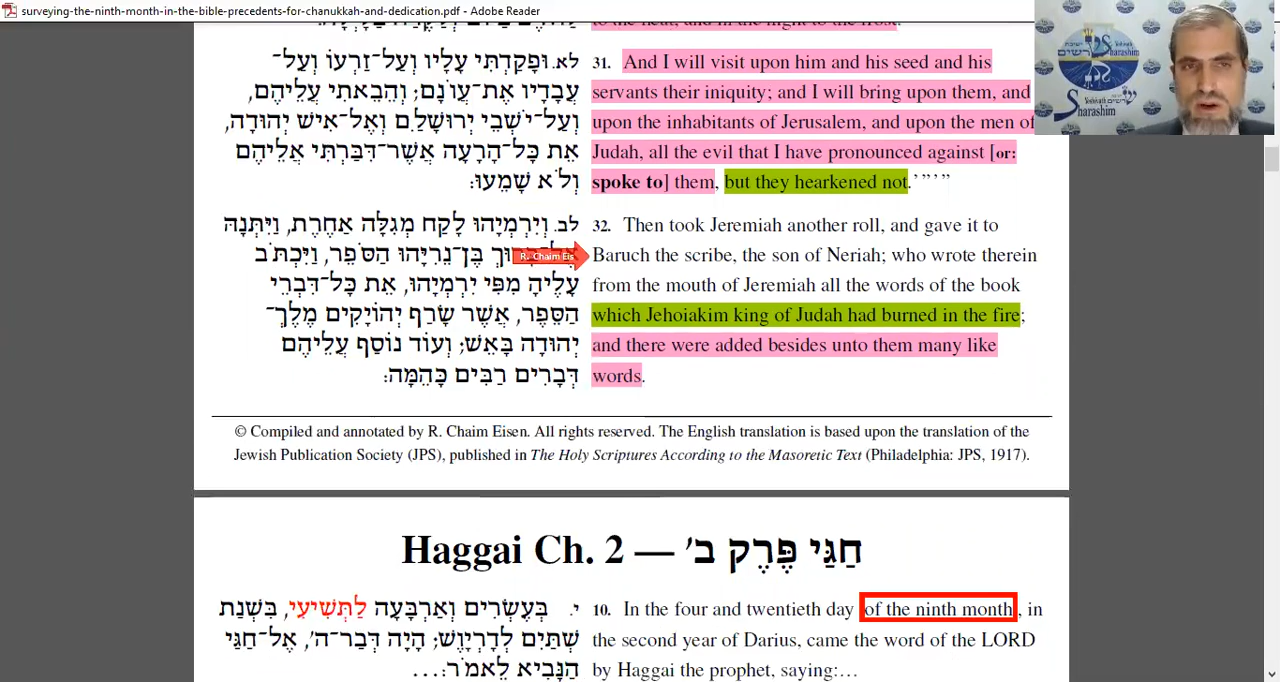 surveying-the-ninth-month-in-the-bible-precedents-for-chanukkah-and-dedication.pdf - Adobe Reader
to the heat, and in the night to the frost.
לא. וּפָקַדְתִּי עָלָיו וְעַל־זַרְעוֹ וְעַל־
עֲבָדָיו אֶת־עֲוֹנָם; וְהֵבֵאתִי עֲלֵיהֶם,
וְעַל־יֹשְׁבֵי יְרוּשָׁלַ‍ִם וְאֶל־אִישׁ יְהוּדָה,
אֵת כָּל־הָרָעָה אֲשֶׁר־דִּבַּרְתִּי אֲלֵיהֶם
וְלֹא שָׁמֵעוּ:
31. And I will visit upon him and his seed and his
servants their iniquity; and I will bring upon them, and
upon the inhabitants of Jerusalem, and upon the men of
Judah, all the evil that I have pronounced against [or:
spoke to] them, but they hearkened not.’”’”
לב. וְיִרְמְיָהוּ לָקַח מְגִלָּה אַחֶרֶת, וַיִּתְּנָהּ
בֶּן־נֵרִיָּהוּ הַסֹּפֵר, וַיִּכְתֹּב
עָלֶיהָ מִפִּי יִרְמְיָהוּ, אֵת כָּל־דִּבְרֵי
הַסֵּפֶר, אֲשֶׁר שָׂרַף יְהוֹיָקִים מֶלֶךְ־
יְהוּדָה בָּאֵשׁ; וְעוֹד נוֹסַף עֲלֵיהֶם
דְּבָרִים רַבִּים כָּהֵמָּה:
R. Chaim Eis
32. Then took Jeremiah another roll, and gave it to
Baruch the scribe, the son of Neriah; who wrote therein
from the mouth of Jeremiah all the words of the book
which Jehoiakim king of Judah had burned in the fire;
and there were added besides unto them many like
words.
© Compiled and annotated by R. Chaim Eisen. All rights reserved. The English translation is based upon the translation of the
Jewish Publication Society (JPS), published in The Holy Scriptures According to the Masoretic Text (Philadelphia: JPS, 1917).
Haggai Ch. 2 — חַגַּי פֶּרֶק ב׳
י. בְּעֶשְׂרִים וְאַרְבָּעָה לַתְּשִׁיעִי, בִּשְׁנַת
שְׁתַּיִם לְדָרְיָוֶשׁ; הָיָה דְּבַר־ה׳, אֶל־חַגַּי
הַנָּבִיא לֵאמֹר:...
10. In the four and twentieth day of the ninth month, in
the second year of Darius, came the word of the LORD
by Haggai the prophet, saying:…
Yeshivath
Sharashim